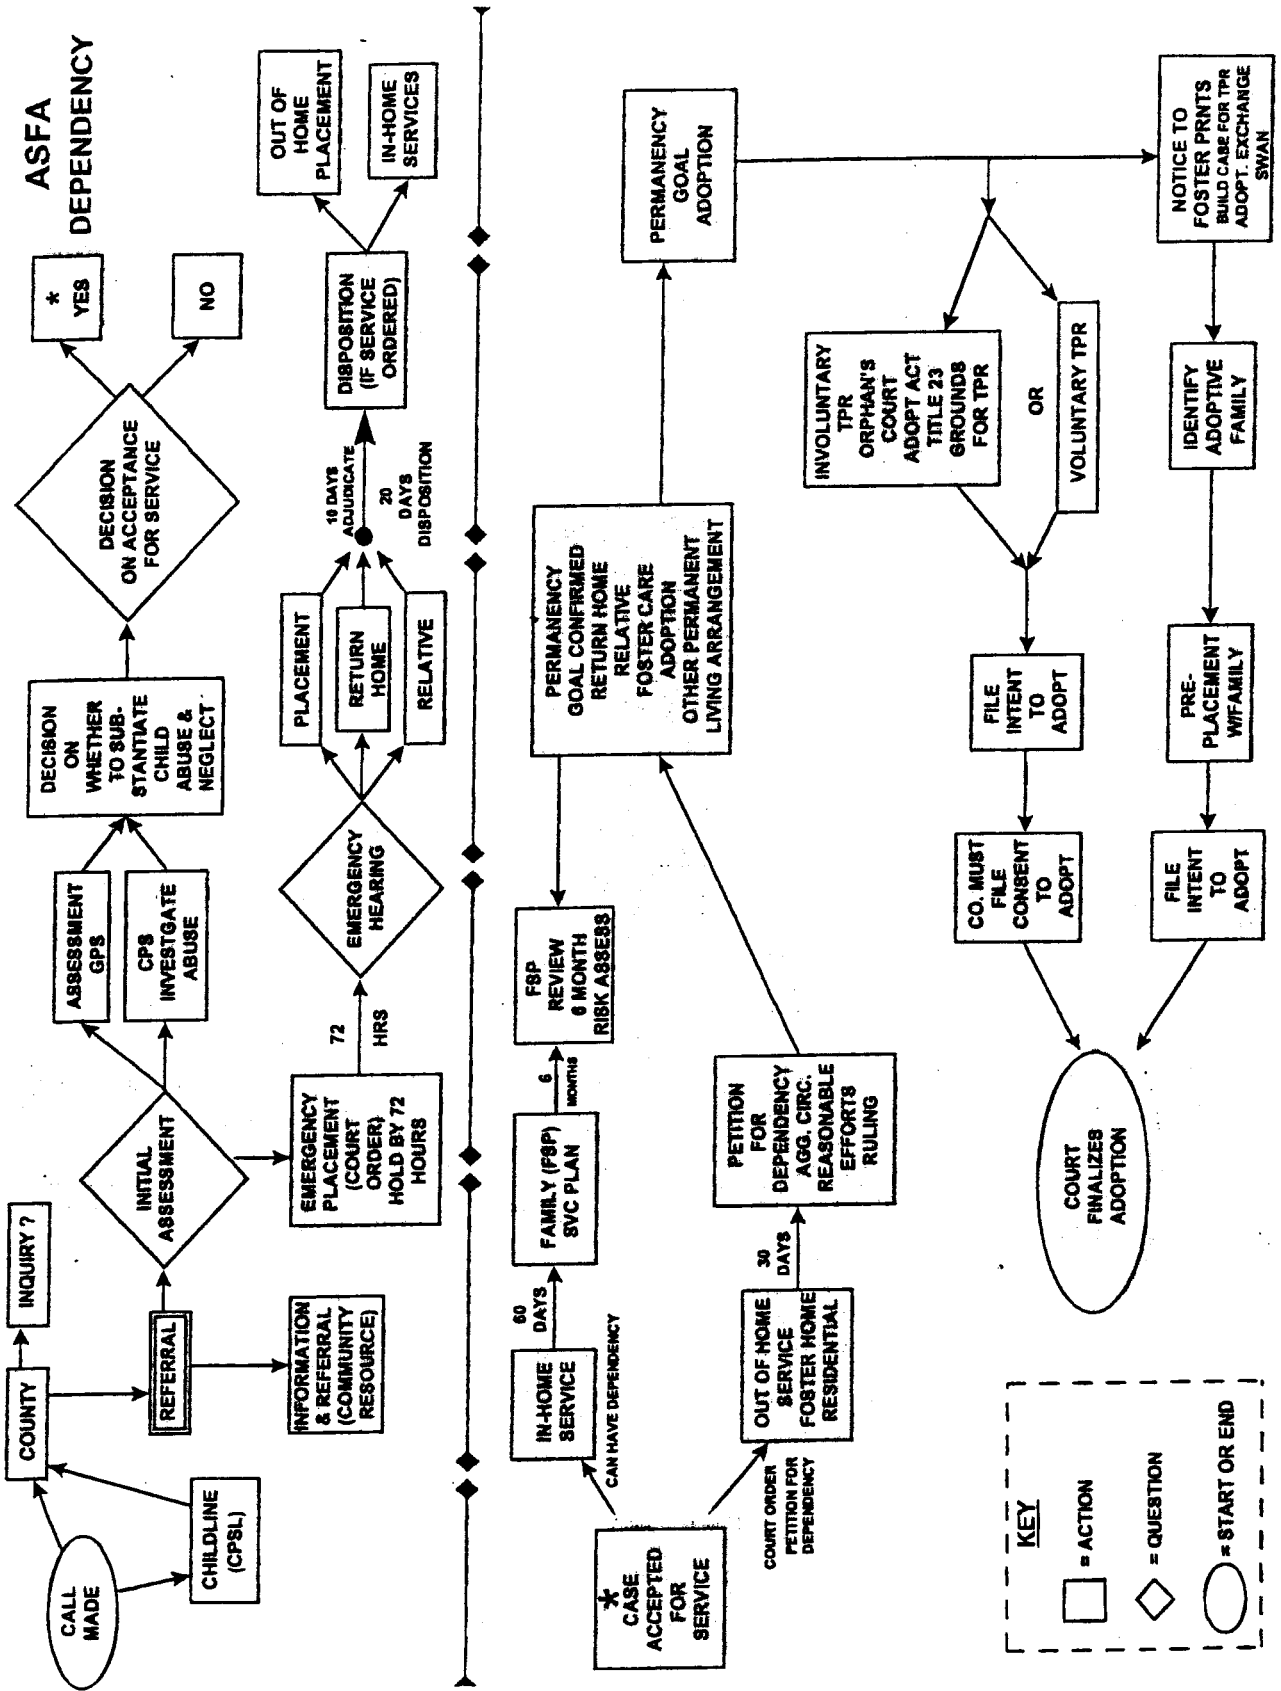 ASFA
DEPENDENCY
CALL
MADE
CHILDLINE
(CPSL)
COUNTY
INQUIRY ?
REFERRAL
INFORMATION
& REFERRAL
(COMMUNITY
RESOURCE)
INITIAL
ASSESSMENT
ASSESSMENT
GPS
CPS
INVESTGATE
ABUSE
DECISION
ON
WHETHER
TO SUB-
STANTIATE
CHILD
ABUSE &
NEGLECT
DECISION
ON ACCEPTANCE
FOR SERVICE
*
YES
NO
EMERGENCY
PLACEMENT
(COURT
ORDER)
HOLD BY 72
HOURS
72
HRS
EMERGENCY
HEARING
PLACEMENT
RETURN
HOME
RELATIVE
10 DAYS
ADJUDICATE
20
DAYS
DISPOSITION
DISPOSITION
(IF SERVICE
ORDERED)
OUT OF
HOME
PLACEMENT
IN-HOME
SERVICES
*
CASE
ACCEPTED
FOR
SERVICE
CAN HAVE DEPENDENCY
IN-HOME
SERVICE
60
DAYS
FAMILY (FSP)
SVC PLAN
6
MONTHS
FSP
REVIEW
6 MONTH
RISK ASSESS
COURT ORDER
PETITION FOR
DEPENDENCY
OUT OF HOME
SERVICE
FOSTER HOME
RESIDENTIAL
30
DAYS
PETITION
FOR
DEPENDENCY
AGG. CIRC.
REASONABLE
EFFORTS
RULING
PERMANENCY
GOAL CONFIRMED
RETURN HOME
RELATIVE
FOSTER CARE
ADOPTION
OTHER PERMANENT
LIVING ARRANGEMENT
PERMANENCY
GOAL
ADOPTION
INVOLUNTARY
TPR
ORPHAN'S
COURT
ADOPT ACT
TITLE 23
GROUNDS
FOR TPR
OR
VOLUNTARY TPR
FILE
INTENT
TO
ADOPT
CO. MUST
FILE
CONSENT
TO
ADOPT
NOTICE TO
FOSTER PRNTS
BUILD CASE FOR TPR
ADOPT. EXCHANGE
SWAN
IDENTIFY
ADOPTIVE
FAMILY
PRE-
PLACEMENT
W/FAMILY
FILE
INTENT
TO
ADOPT
COURT
FINALIZES
ADOPTION
KEY
= ACTION
= QUESTION
= START OR END